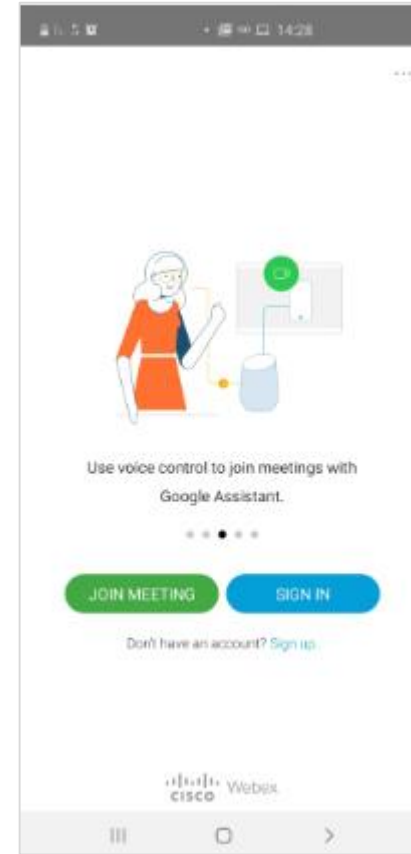 14:28
Use voice control to join meetings with
Google Assistant.
JOIN MEETING
SIGN IN
Don't have an account? Sign up
CISCO Webex